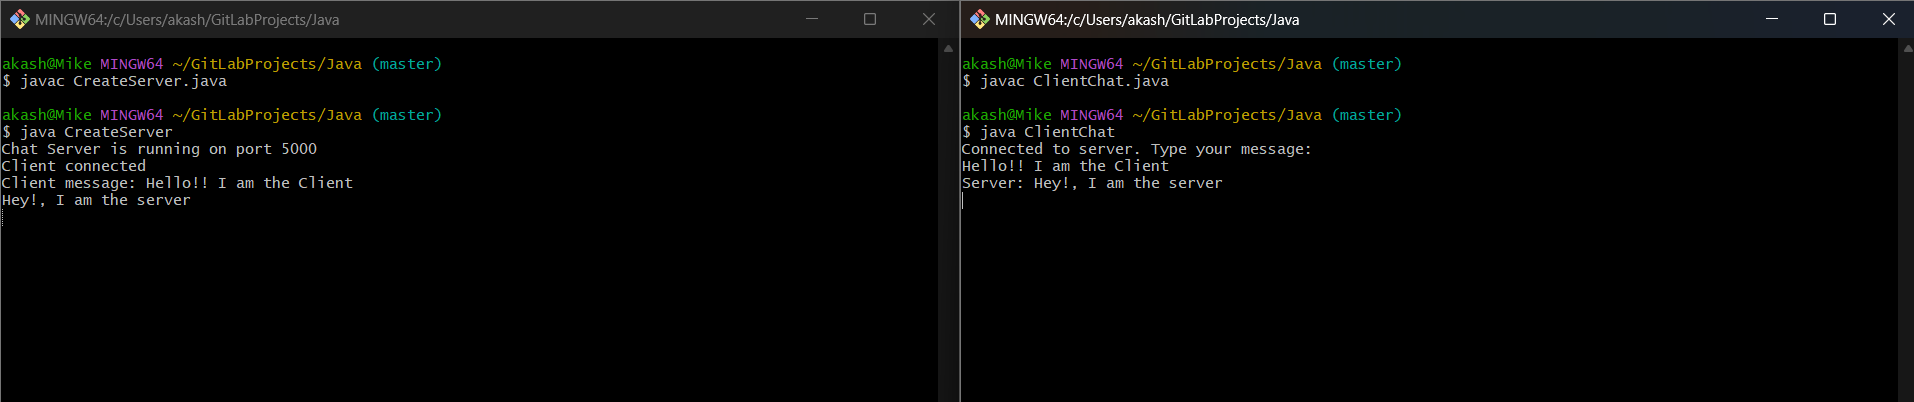 MINGW64:/c/Users/akash/GitLabProjects/Java
akash@Mike MINGW64 ~/GitLabProjects/Java (master)
$ javac CreateServer.java
akash@Mike MINGW64 ~/GitLabProjects/Java (master)
$ java CreateServer
Chat Server is running on port 5000
Client connected
Client message: Hello!! I am the Client
Hey!, I am the server
MINGW64:/c/Users/akash/GitLabProjects/Java
akash@Mike MINGW64 ~/GitLabProjects/Java (master)
$ javac ClientChat.java
akash@Mike MINGW64 ~/GitLabProjects/Java (master)
$ java ClientChat
Connected to server. Type your message:
Hello!! I am the Client
Server: Hey!, I am the server